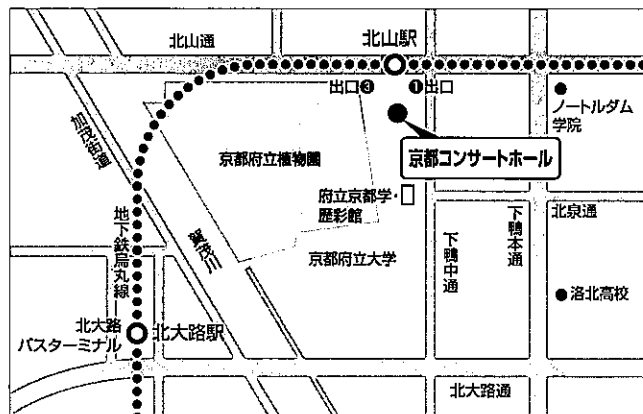 北山通
北山駅
出口❸
❶出口
ノートルダム
学院
加茂街道
京都府立植物園
京都コンサートホール
府立京都学・
歴彩館
北泉通
地下鉄烏丸線
賀茂川
京都府立大学
下鴨中通
下鴨本通
洛北高校
北大路
バスターミナル
北大路駅
北大路通